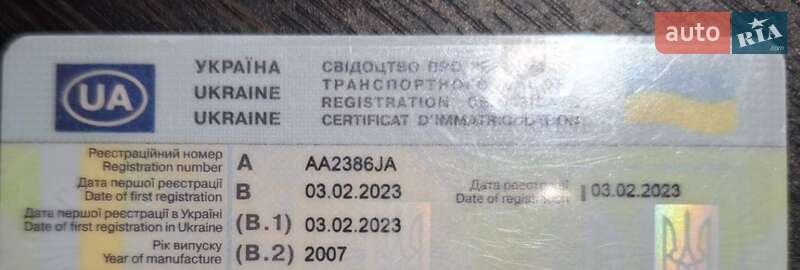 auto RIA.com
УКРАЇНА
UKRAINE
UKRAINE
UA
СВІДОЦТВО ПРО
ТРАНСПОРТНОГО
REGISTRATION
CERTIFICAT D'IMMATRICULATION
Реєстраційний номер
Registration number A AA2386JA
Дата першої реєстрації
Date of first registration B 03.02.2023
Дата реєстрації
Date of registration I 03.02.2023
Дата першої реєстрації в Україні
Date of first registration in Ukraine (B.1) 03.02.2023
Рік випуску
Year of manufacture (B.2) 2007